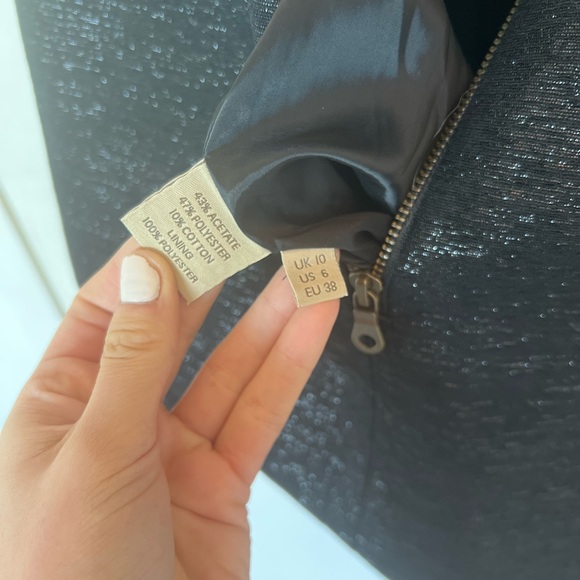 43% ACETATE
47% POLYESTER
10% COTTON
LINING
100% POLYESTER
UK 10
US 6
EU 38